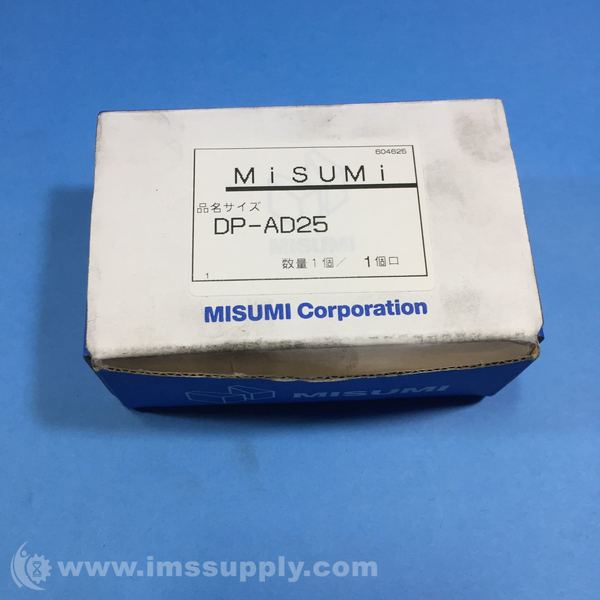 604625
MiSUMi
品名サイズ
DP-AD25
数量1個/ 1個口
1
MISUMI Corporation
MISUMI
www.imssupply.com